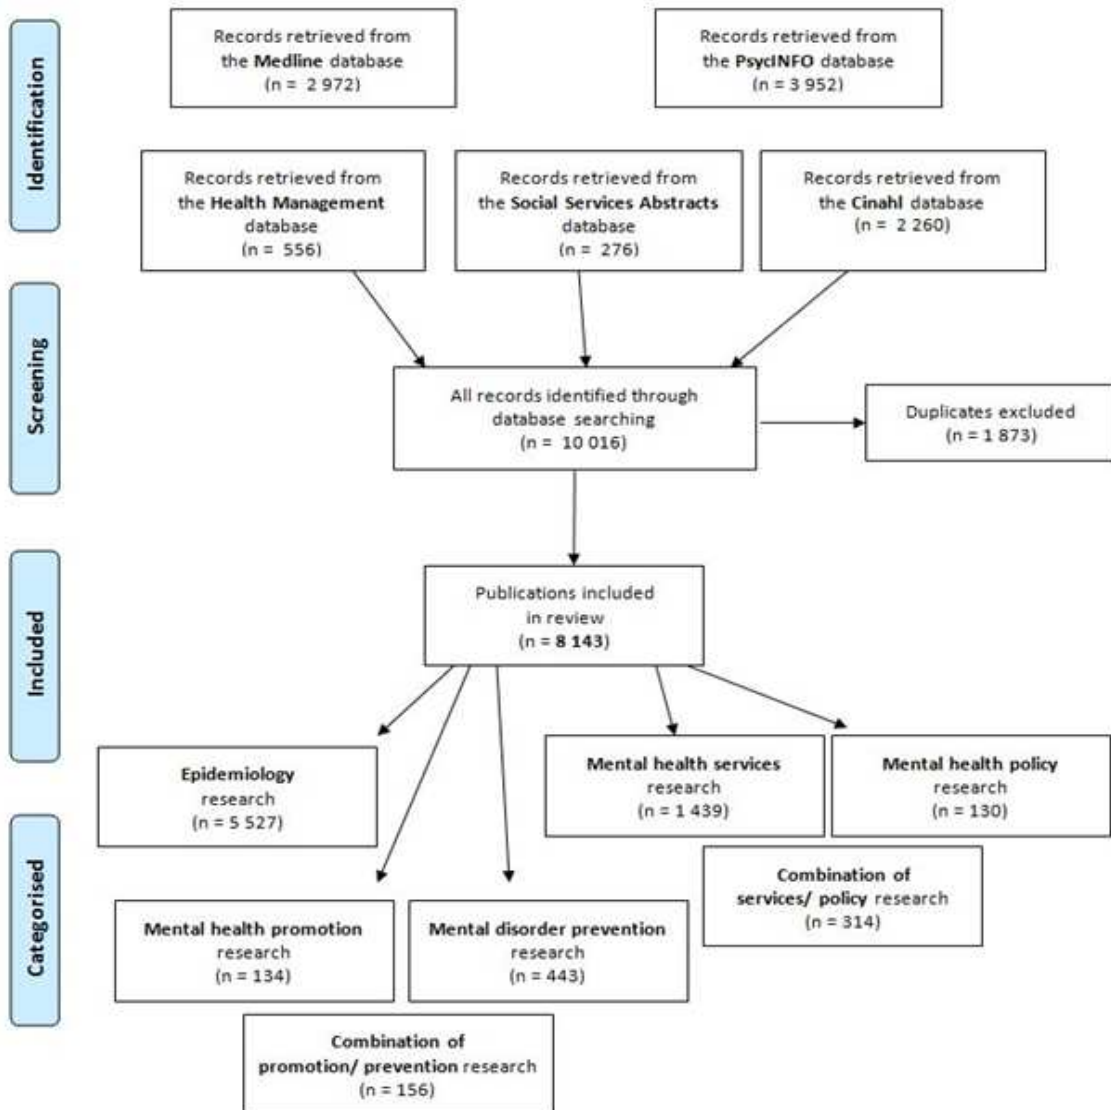 Identification
Records retrieved from
the Medline database
(n = 2 972)
Records retrieved from
the PsycINFO database
(n = 3 952)
Records retrieved from
the Health Management
database
(n = 556)
Records retrieved from
the Social Services Abstracts
database
(n = 276)
Records retrieved from
the Cinahl database
(n = 2 260)
Screening
All records identified through
database searching
(n = 10 016)
Duplicates excluded
(n = 1 873)
Included
Publications included
in review
(n = 8 143)
Categorised
Epidemiology
research
(n = 5 527)
Mental health services
research
(n = 1 439)
Mental health policy
research
(n = 130)
Combination of
services/ policy research
(n = 314)
Mental health promotion
research
(n = 134)
Mental disorder prevention
research
(n = 443)
Combination of
promotion/ prevention research
(n = 156)